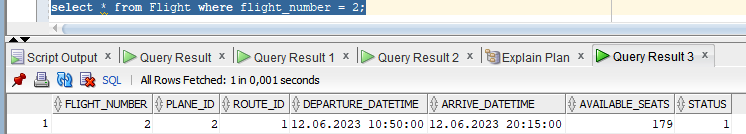 select * from Flight where flight_number = 2;
Script Output x Query Result x Query Result 1 x Query Result 2 x Explain Plan x Query Result 3 x
SQL | All Rows Fetched: 1 in 0,001 seconds
FLIGHT_NUMBER PLANE_ID ROUTE_ID DEPARTURE_DATETIME ARRIVE_DATETIME AVAILABLE_SEATS STATUS
1 2 2 1 12.06.2023 10:50:00 12.06.2023 20:15:00 179 1